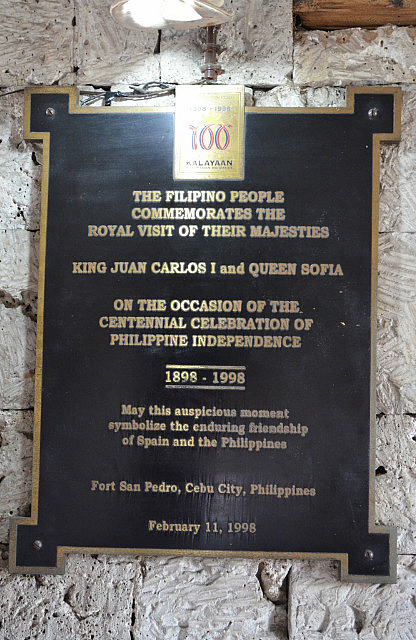 1898 - 1998
100
KALAYAAN
THE FILIPINO PEOPLE
COMMEMORATES THE
ROYAL VISIT OF THEIR MAJESTIES
KING JUAN CARLOS I and QUEEN SOFIA
ON THE OCCASION OF THE
CENTENNIAL CELEBRATION OF
PHILIPPINE INDEPENDENCE
1898 - 1998
May this auspicious moment
symbolize the enduring friendship
of Spain and the Philippines
Fort San Pedro, Cebu City, Philippines
February 11, 1998